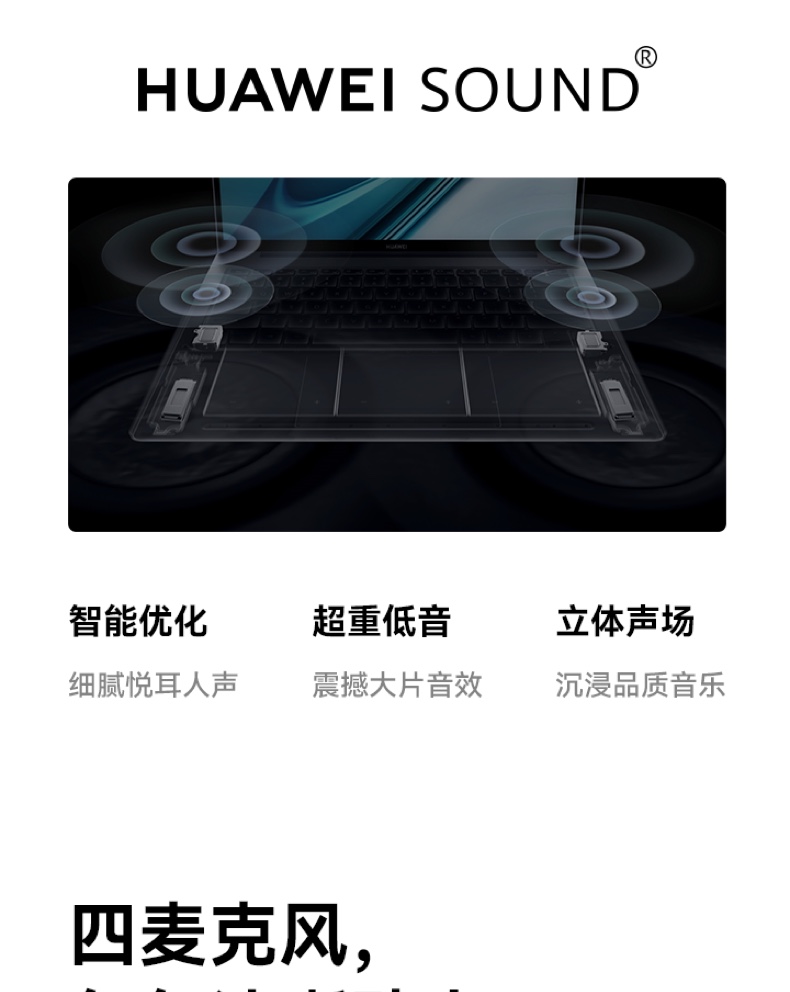 HUAWEI SOUND®
HUAWEI
智能优化
超重低音
立体声场
细腻悦耳人声
震撼大片音效
沉浸品质音乐
四麦克风，